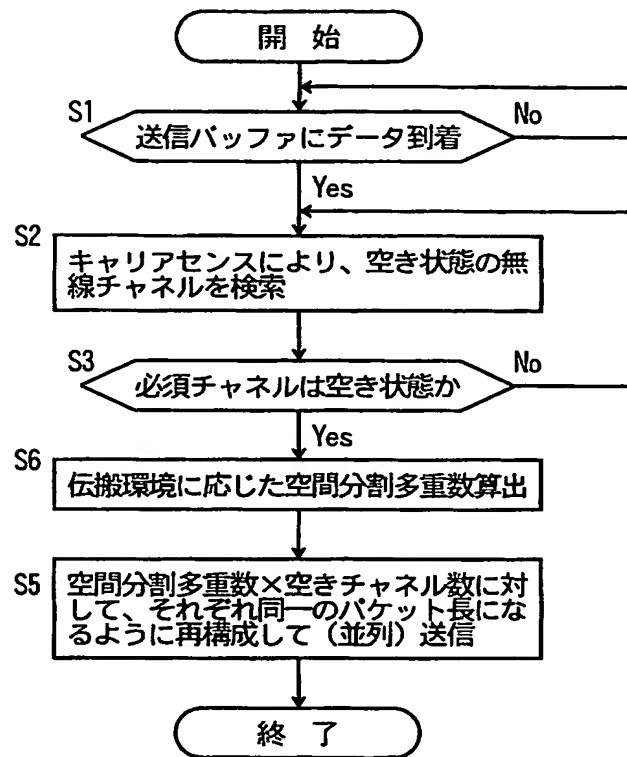 開 始
S1
送信バッファにデータ到着
No
Yes
S2
キャリアセンスにより、空き状態の無
線チャネルを検索
S3
必須チャネルは空き状態か
No
Yes
S6
伝搬環境に応じた空間分割多重数算出
S5
空間分割多重数×空きチャネル数に対
して、それぞれ同一のパケット長にな
るように再構成して（並列）送信
終 了